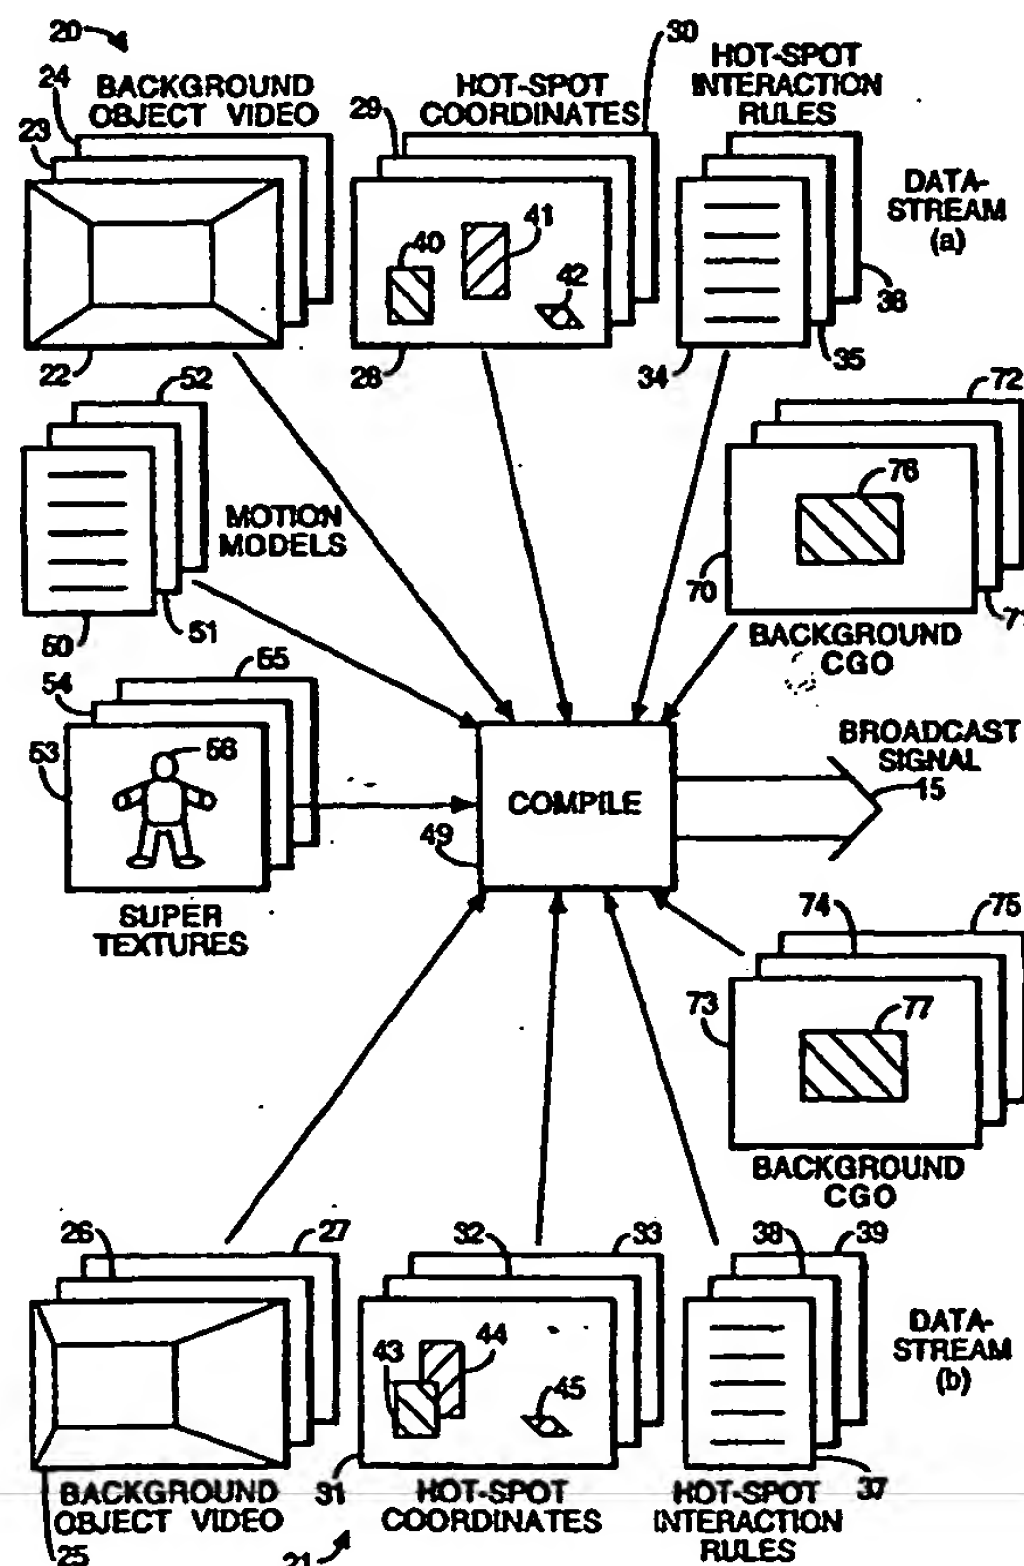 20
24
BACKGROUND
OBJECT VIDEO
23
22
HOT-SPOT
COORDINATES
30
29
40
41
42
28
HOT-SPOT
INTERACTION
RULES
34
35
36
DATA-
STREAM
(a)
52
MOTION
MODELS
50
51
72
76
70
71
BACKGROUND
CGO
55
54
53
56
SUPER
TEXTURES
COMPILE
49
BROADCAST
SIGNAL
15
74
75
73
77
BACKGROUND
CGO
26
27
BACKGROUND
OBJECT VIDEO
25
32
33
43
44
45
31
HOT-SPOT
COORDINATES
21
38
39
37
HOT-SPOT
INTERACTION
RULES
DATA-
STREAM
(b)